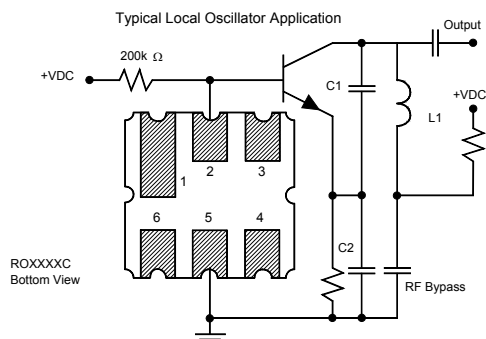 Typical Local Oscillator Application
Output
200k Ω
+VDC
C1
+VDC
L1
1
2
3
6
5
4
C2
ROXXXXC
Bottom View
RF Bypass